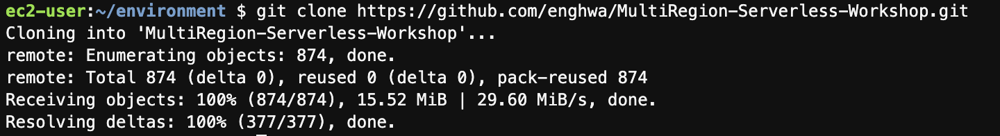 ec2-user:~/environment $ git clone https://github.com/enghwa/MultiRegion-Serverless-Workshop.git
Cloning into 'MultiRegion-Serverless-Workshop'...
remote: Enumerating objects: 874, done.
remote: Total 874 (delta 0), reused 0 (delta 0), pack-reused 874
Receiving objects: 100% (874/874), 15.52 MiB | 29.60 MiB/s, done.
Resolving deltas: 100% (377/377), done.